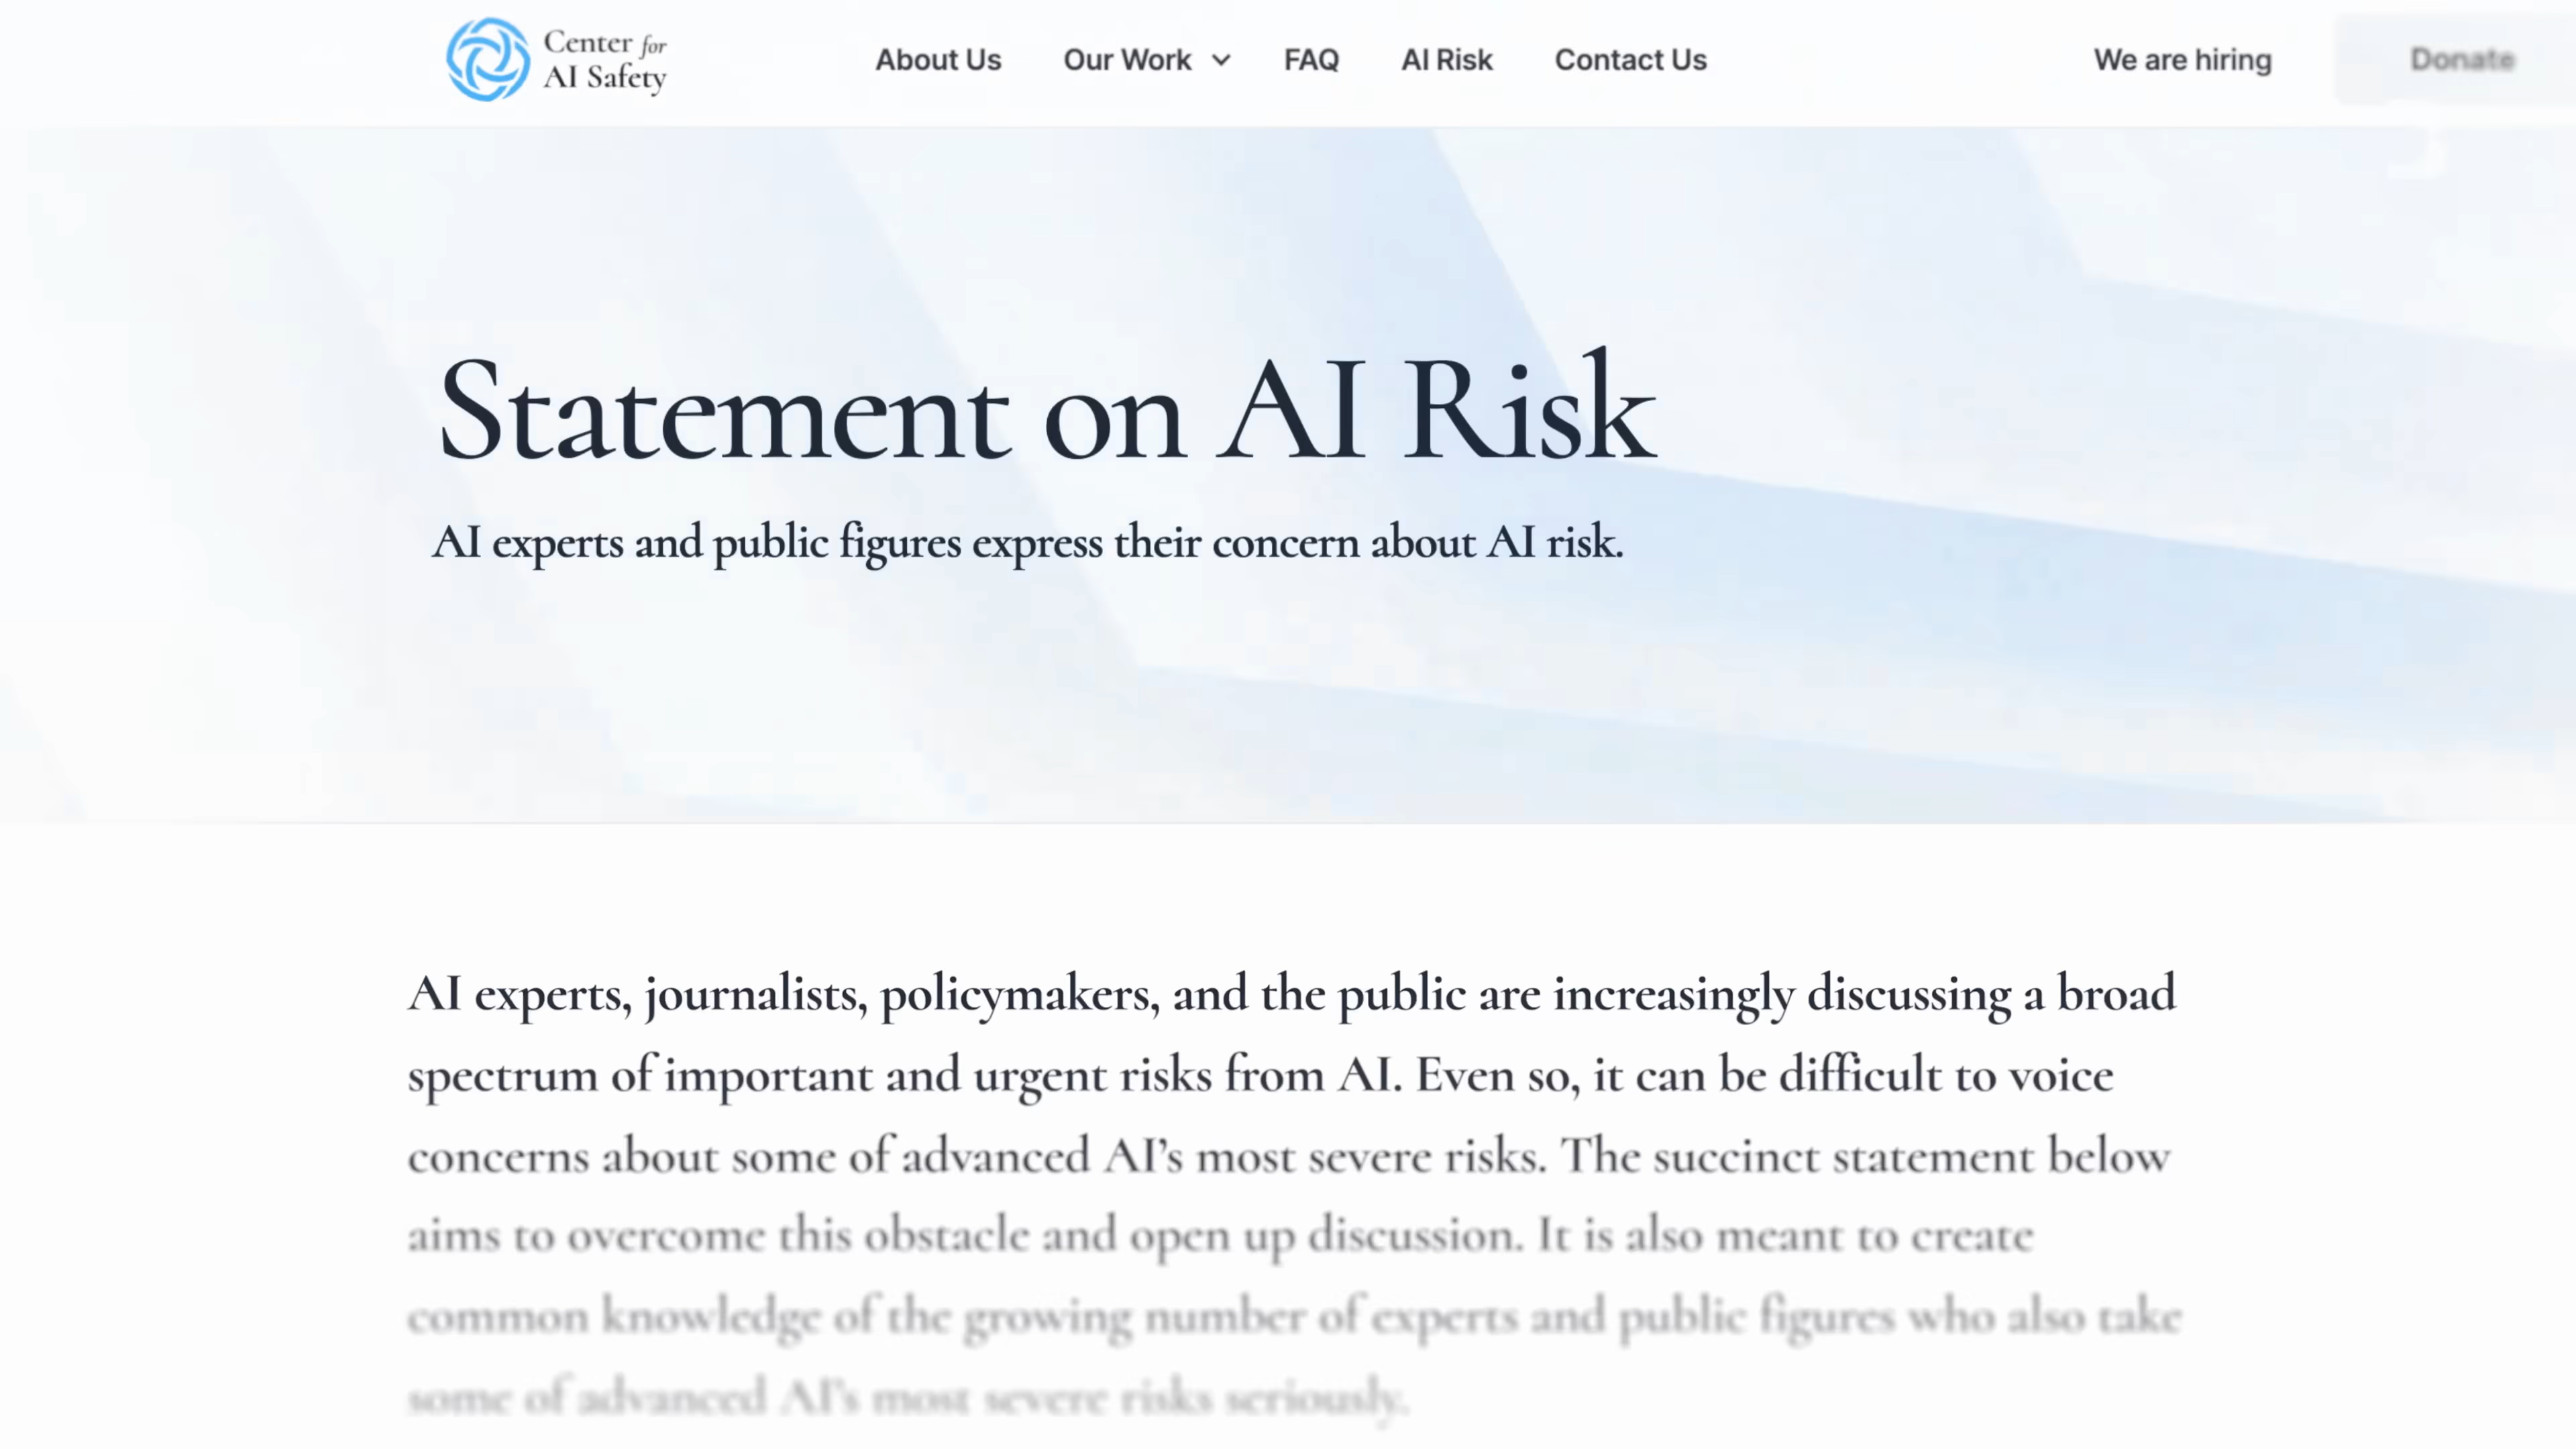 Center for
AI Safety
About Us
Our Work
FAQ
AI Risk
Contact Us
We are hiring
Donate
Statement on AI Risk
AI experts and public figures express their concern about AI risk.
AI experts, journalists, policymakers, and the public are increasingly discussing a broad
spectrum of important and urgent risks from AI. Even so, it can be difficult to voice
concerns about some of advanced AI’s most severe risks. The succinct statement below
aims to overcome this obstacle and open up discussion. It is also meant to create
common knowledge of the growing number of experts and public figures who also take
some of advanced AI’s most severe risks seriously.